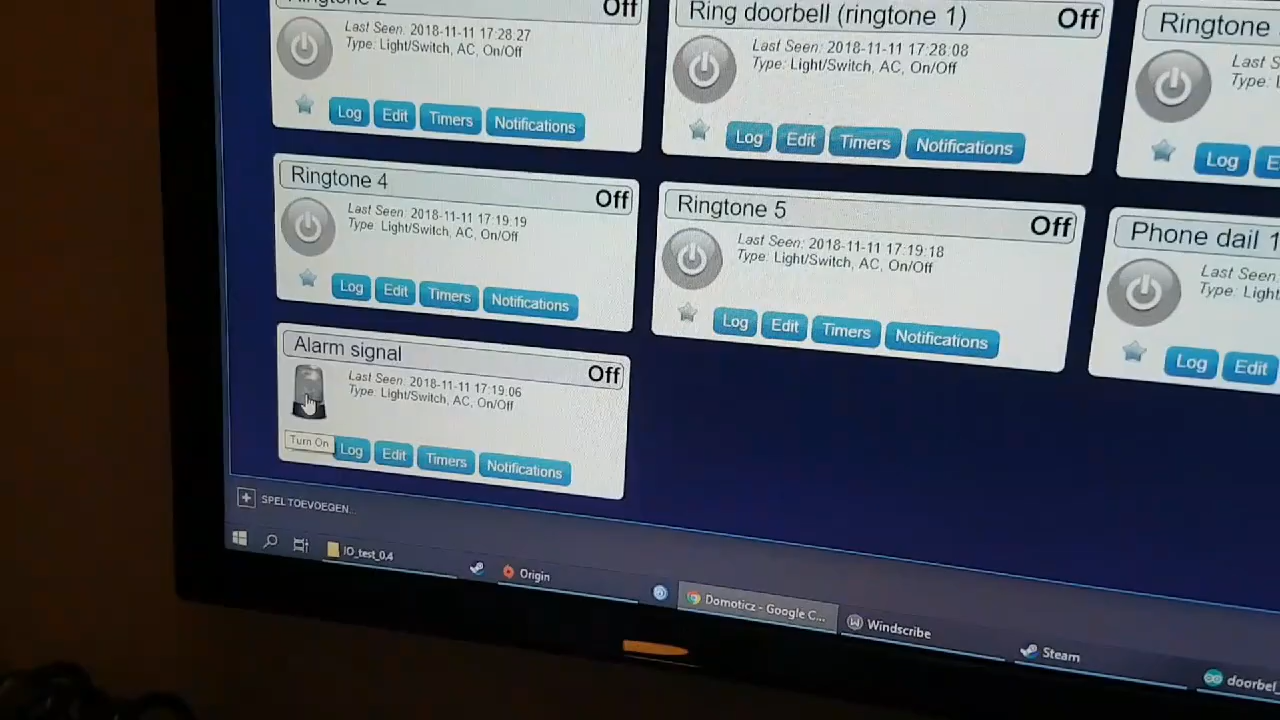 Ringtone 2
Off
Last Seen: 2018-11-11 17:28:27
Type: Light/Switch, AC, On/Off
Log
Edit
Timers
Notifications
Ring doorbell (ringtone 1)
Off
Last Seen: 2018-11-11 17:28:08
Type: Light/Switch, AC, On/Off
Log
Edit
Timers
Notifications
Ringtone
Last S
Type:
Log
E
Ringtone 4
Off
Last Seen: 2018-11-11 17:19:19
Type: Light/Switch, AC, On/Off
Log
Edit
Timers
Notifications
Ringtone 5
Off
Last Seen: 2018-11-11 17:19:18
Type: Light/Switch, AC, On/Off
Log
Edit
Timers
Notifications
Phone dail 1
Last Seen
Type: Light
Log
Edit
Alarm signal
Off
Last Seen: 2018-11-11 17:19:06
Type: Light/Switch, AC, On/Off
Turn On
Log
Edit
Timers
Notifications
SPEL TOEVOEGEN...
IO_test_0.4
Origin
Domoticz - Google C...
Windscribe
Steam
doorbel